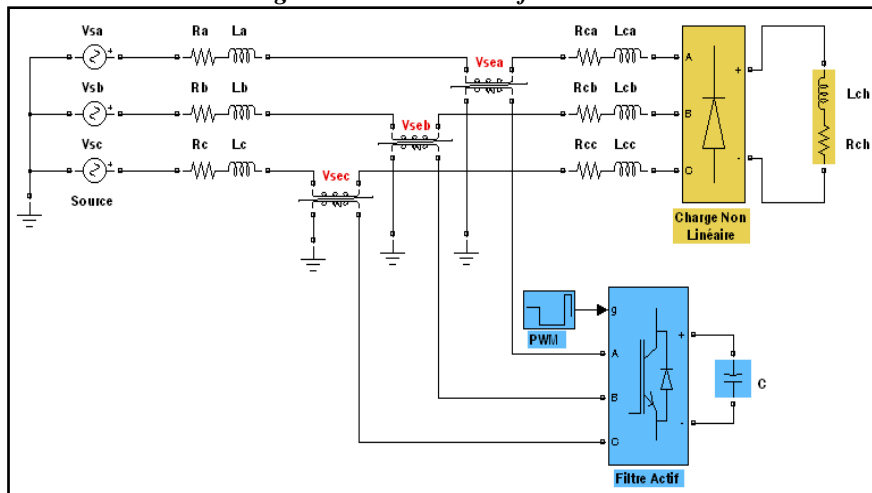 Vsa Ra La Vsea Rca Lca
A +
Vsb Rb Lb Vseb Rcb Lcb
B
Lch
Vsc Rc Lc Vsec Rcc Lcc
C -
Rch
Source
Charge Non
Linéaire
PWM
g
A +
B
C
C -
Filtre Actif